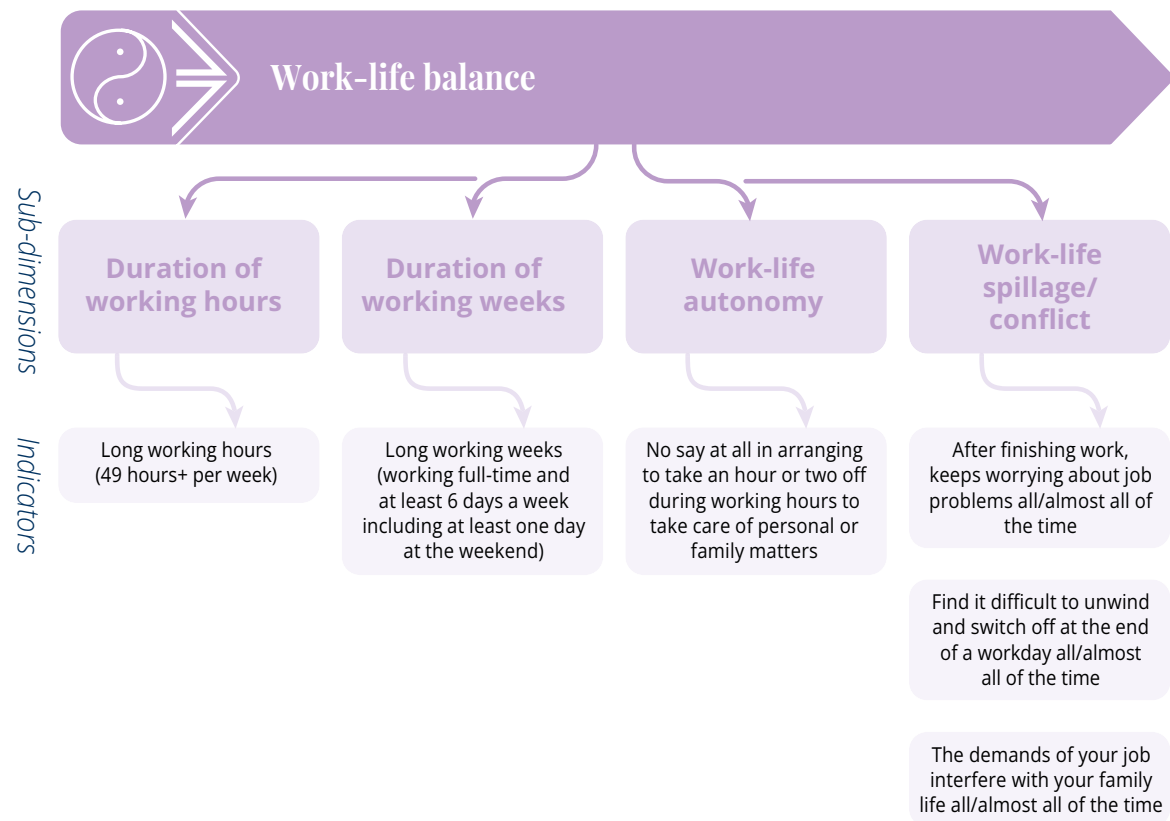 Work-life balance
Sub-dimensions
Duration of
working hours
Duration of
working weeks
Work-life
autonomy
Work-life
spillage/
conflict
Indicators
Long working hours
(49 hours+ per week)
Long working weeks
(working full-time and
at least 6 days a week
including at least one day
at the weekend)
No say at all in arranging
to take an hour or two off
during working hours to
take care of personal or
family matters
After finishing work,
keeps worrying about job
problems all/almost all of
the time
Find it difficult to unwind
and switch off at the end
of a workday all/almost
all of the time
The demands of your job
interfere with your family
life all/almost all of the time